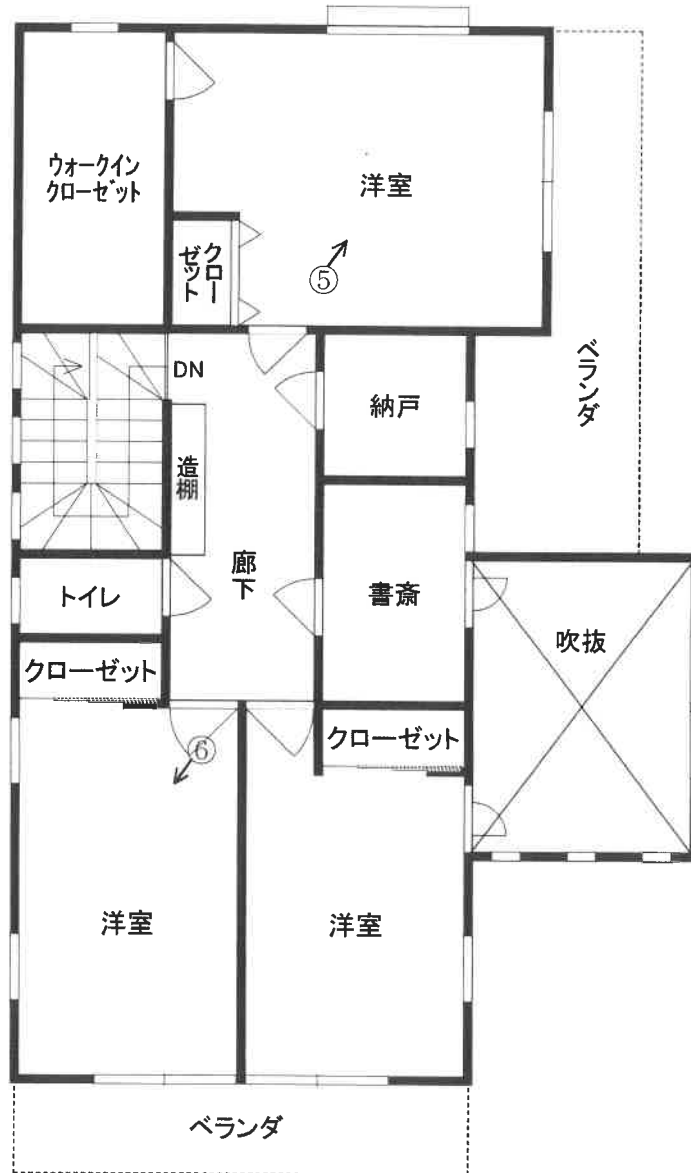 ウォークイン
クローゼット
洋室
クロー
ゼット
⑤
DN
納戸
ベランダ
造棚
廊下
トイレ
書斎
吹抜
クローゼット
クローゼット
⑥
洋室
洋室
ベランダ